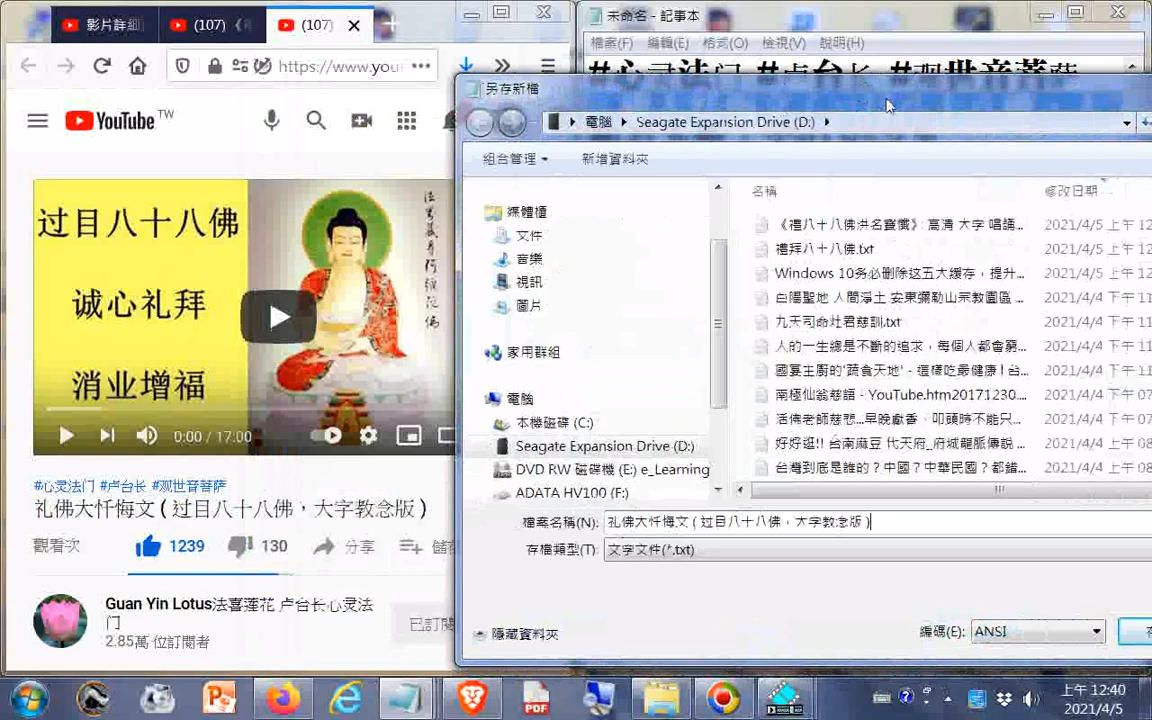 影片詳細
(107)
(107)
未命名 - 記事本
檔案(F) 編輯(E) 格式(O) 檢視(V) 說明(H)
https://www.you
#心灵法门 #卢台长 #观世音菩萨
另存新檔
YouTube TW
電腦 Seagate Expansion Drive (D:)
組合管理 新增資料夾
过目八十八佛
诚心礼拜
消业增福
0:00 / 17:00
#心灵法门 #卢台长 #观世音菩萨
礼佛大忏悔文 ( 过目八十八佛，大字教念版 )
觀看次 1239 130 分享 儲
Guan Yin Lotus法喜莲花 卢台长心灵法
门
2.85萬 位訂閱者
已訂閱
媒體櫃
文件
音樂
視訊
圖片
家用群組
電腦
本機磁碟 (C:)
Seagate Expansion Drive (D:)
DVD RW 磁碟機 (E:) e_Learning
ADATA HV100 (F:)
名稱 修改日期
《禮八十八佛洪名寶懺》: 高清 大字 唱誦... 2021/4/5 上午 12
禮拜八十八佛.txt 2021/4/5 上午 12
Windows 10务必删除这五大缓存，提升... 2021/4/5 上午 12
白陽聖地 人間淨土 安東彌勒山宗教園區 ... 2021/4/5 上午 12
九天司命灶君慈訓.txt 2021/4/4 下午 11
人的一生總是不斷的追求，每個人都會窮... 2021/4/4 下午 11
國宴主廚的'蔬食天地' - 這樣吃最健康 ! 台... 2021/4/4 下午 11
南極仙翁慈語 - YouTube.htm20171230.... 2021/4/4 下午 07
活佛老師慈悲...早晚獻香，叩頭時不能只... 2021/4/4 下午 07
好好逛!! 台南麻豆 代天府_府城龍脈傳說 ... 2021/4/4 下午 08
台灣到底是誰的？中國？中華民國？都錯... 2021/4/4 下午 08
檔案名稱(N): 礼佛大忏悔文 ( 过目八十八佛，大字教念版 )
存檔類型(T): 文字文件(*.txt)
隱藏資料夾
編碼(E): ANSI
存
上午 12:40
2021/4/5